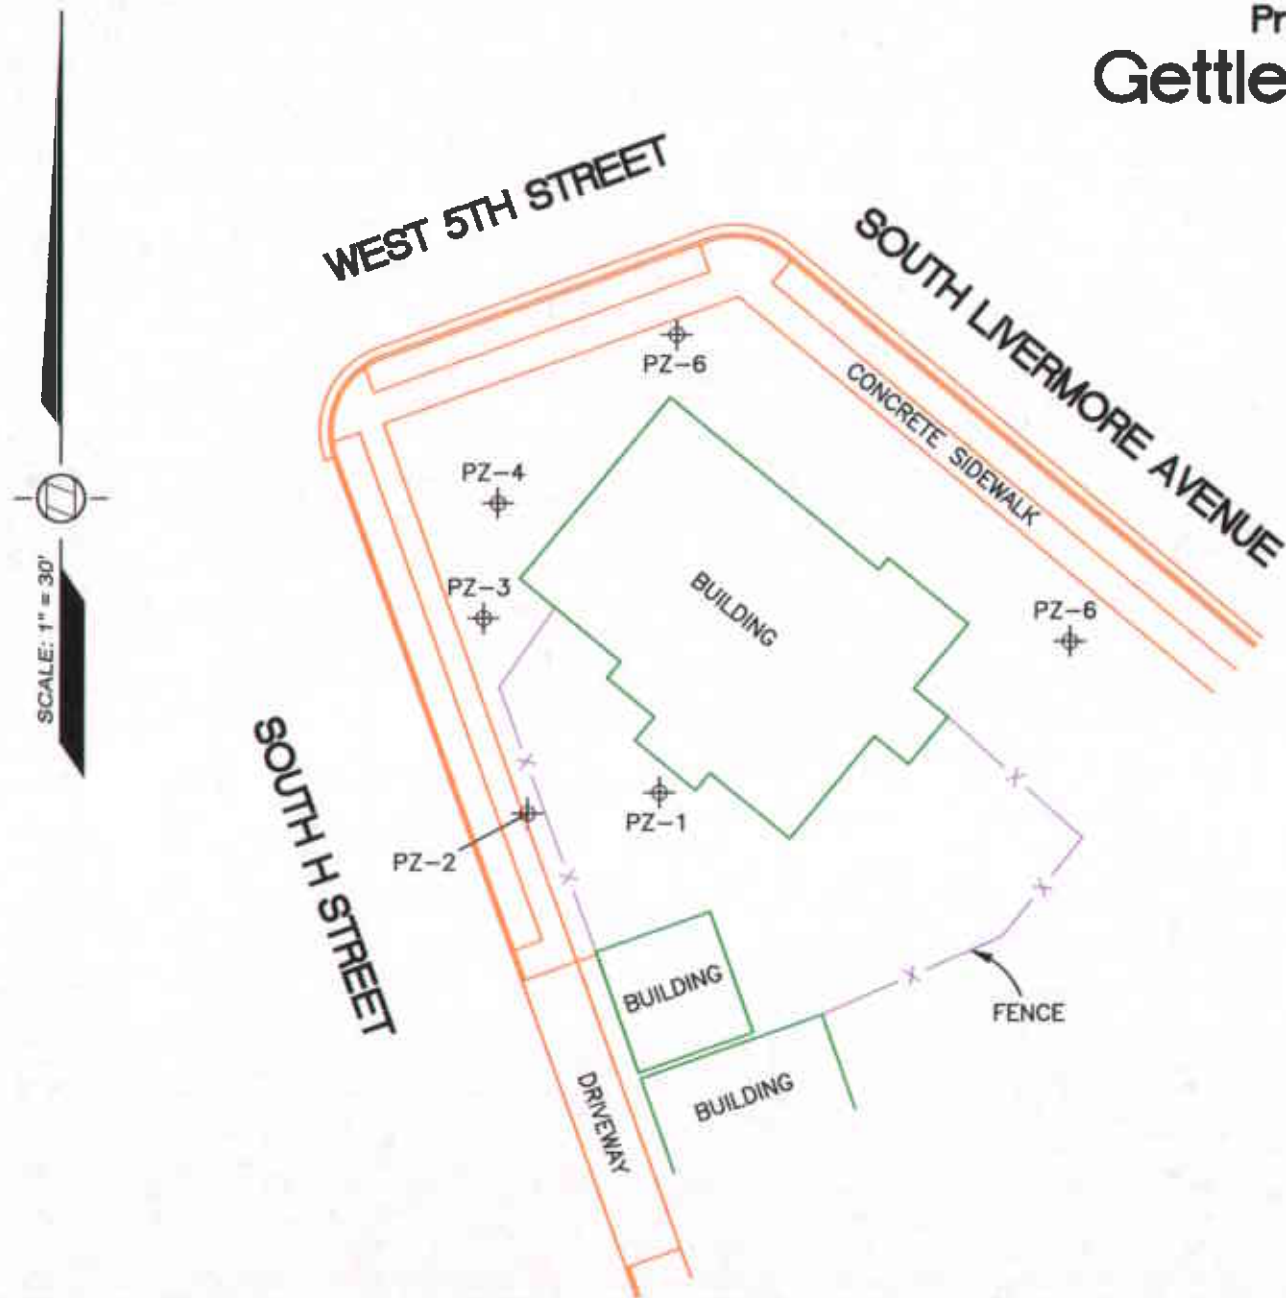 Pr
Gettle
WEST 5TH STREET
SOUTH LIVERMORE AVENUE
PZ-6
CONCRETE SIDEWALK
PZ-4
PZ-3
BUILDING
PZ-6
SCALE: 1" = 30'
SOUTH H STREET
PZ-1
PZ-2
BUILDING
FENCE
BUILDING
DRIVEWAY